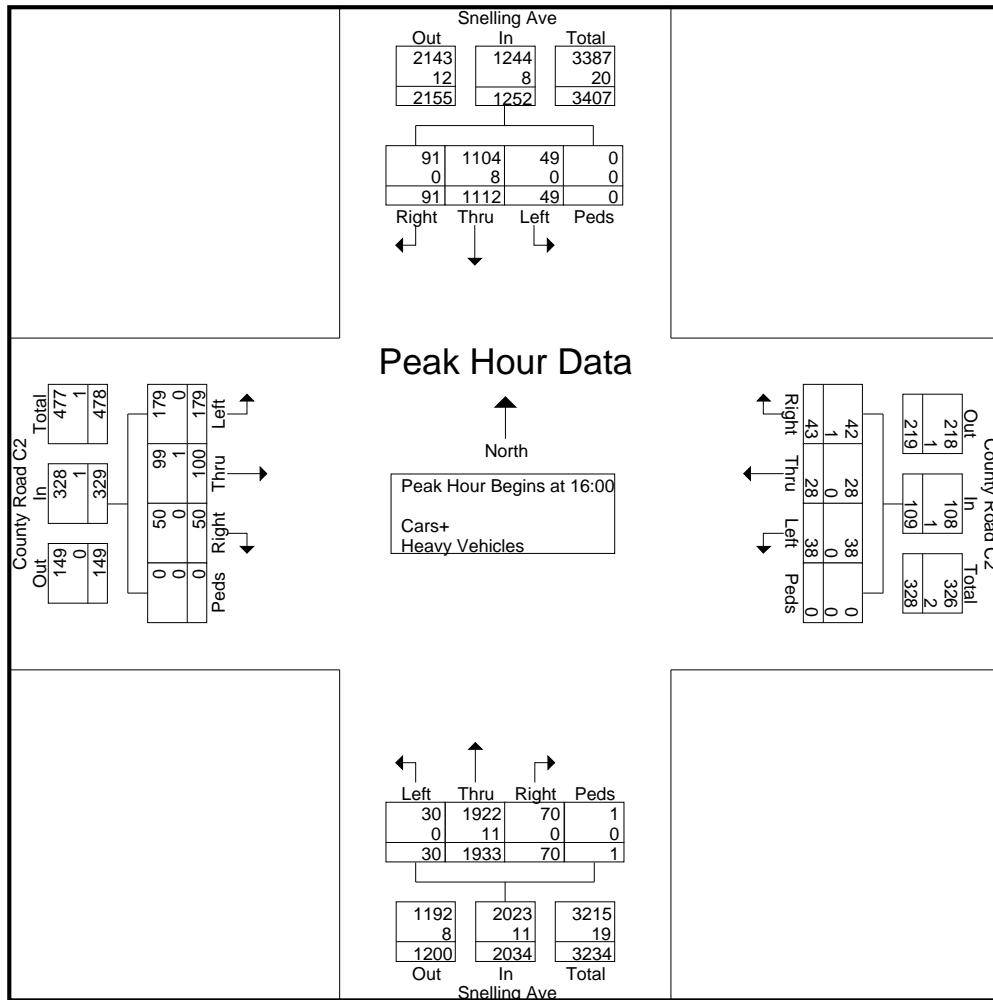 Snelling Ave
Out In Total
2143 1244 3387
12 8 20
2155 1252 3407
91 1104 49 0
0 8 0 0
91 1112 49 0
Right Thru Left Peds
Peak Hour Data
North
Peak Hour Begins at 16:00
Cars+
Heavy Vehicles
County Road C2
Total In Out
477 328 149
1 1 0
478 329 149
179 99 50 0
0 1 0 0
179 100 50 0
Left Thru Right Peds
Right Thru Left Peds
42 28 38 0
1 0 0 0
43 28 38 0
County Road C2
Out In Total
218 108 326
1 1 2
219 109 328
Left Thru Right Peds
30 1922 70 1
0 11 0 0
30 1933 70 1
1192 2023 3215
8 11 19
1200 2034 3234
Out In Total
Snelling Ave